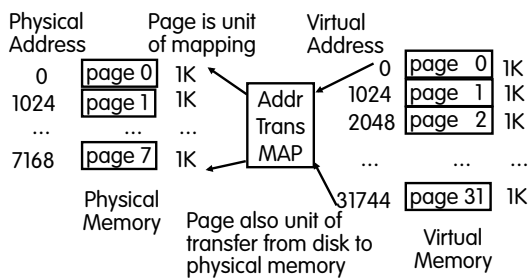 Physical
Address
0 page 0 1K
1024 page 1 1K
... ... ...
7168 page 7 1K
Physical
Memory
Page is unit
of mapping
Addr
Trans
MAP
Page also unit of
transfer from disk to
physical memory
Virtual
Address
0 page 0 1K
1024 page 1 1K
2048 page 2 1K
... ... ...
31744 page 31 1K
Virtual
Memory